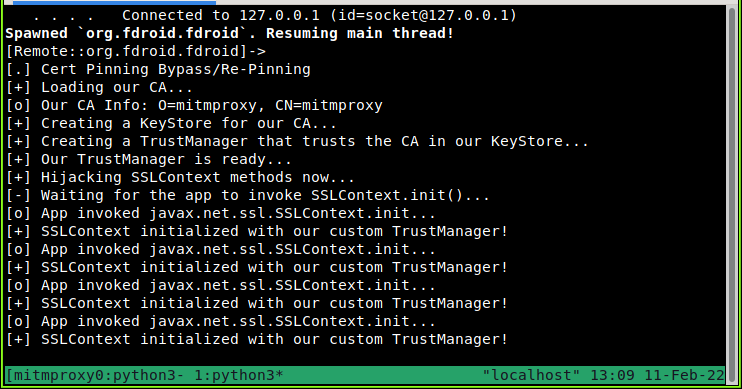 . . . .   Connected to 127.0.0.1 (id=socket@127.0.0.1)
Spawned `org.fdroid.fdroid`. Resuming main thread!
[Remote::org.fdroid.fdroid]->
[.] Cert Pinning Bypass/Re-Pinning
[+] Loading our CA...
[o] Our CA Info: O=mitmproxy, CN=mitmproxy
[+] Creating a KeyStore for our CA...
[+] Creating a TrustManager that trusts the CA in our KeyStore...
[+] Our TrustManager is ready...
[+] Hijacking SSLContext methods now...
[-] Waiting for the app to invoke SSLContext.init()...
[o] App invoked javax.net.ssl.SSLContext.init...
[+] SSLContext initialized with our custom TrustManager!
[o] App invoked javax.net.ssl.SSLContext.init...
[+] SSLContext initialized with our custom TrustManager!
[o] App invoked javax.net.ssl.SSLContext.init...
[+] SSLContext initialized with our custom TrustManager!
[o] App invoked javax.net.ssl.SSLContext.init...
[+] SSLContext initialized with our custom TrustManager!
[mitmproxy0:python3- 1:python3* "localhost" 13:09 11-Feb-22